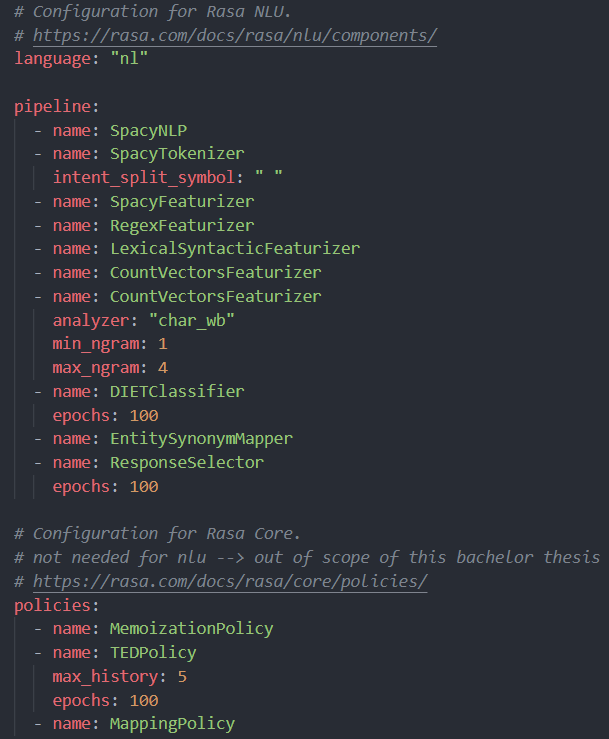 # Configuration for Rasa NLU.
# https://rasa.com/docs/rasa/nlu/components/
language: "nl"

pipeline:
  - name: SpacyNLP
  - name: SpacyTokenizer
    intent_split_symbol: " "
  - name: SpacyFeaturizer
  - name: RegexFeaturizer
  - name: LexicalSyntacticFeaturizer
  - name: CountVectorsFeaturizer
  - name: CountVectorsFeaturizer
    analyzer: "char_wb"
    min_ngram: 1
    max_ngram: 4
  - name: DIETClassifier
    epochs: 100
  - name: EntitySynonymMapper
  - name: ResponseSelector
    epochs: 100

# Configuration for Rasa Core.
# not needed for nlu --> out of scope of this bachelor thesis
# https://rasa.com/docs/rasa/core/policies/
policies:
  - name: MemoizationPolicy
  - name: TEDPolicy
    max_history: 5
    epochs: 100
  - name: MappingPolicy